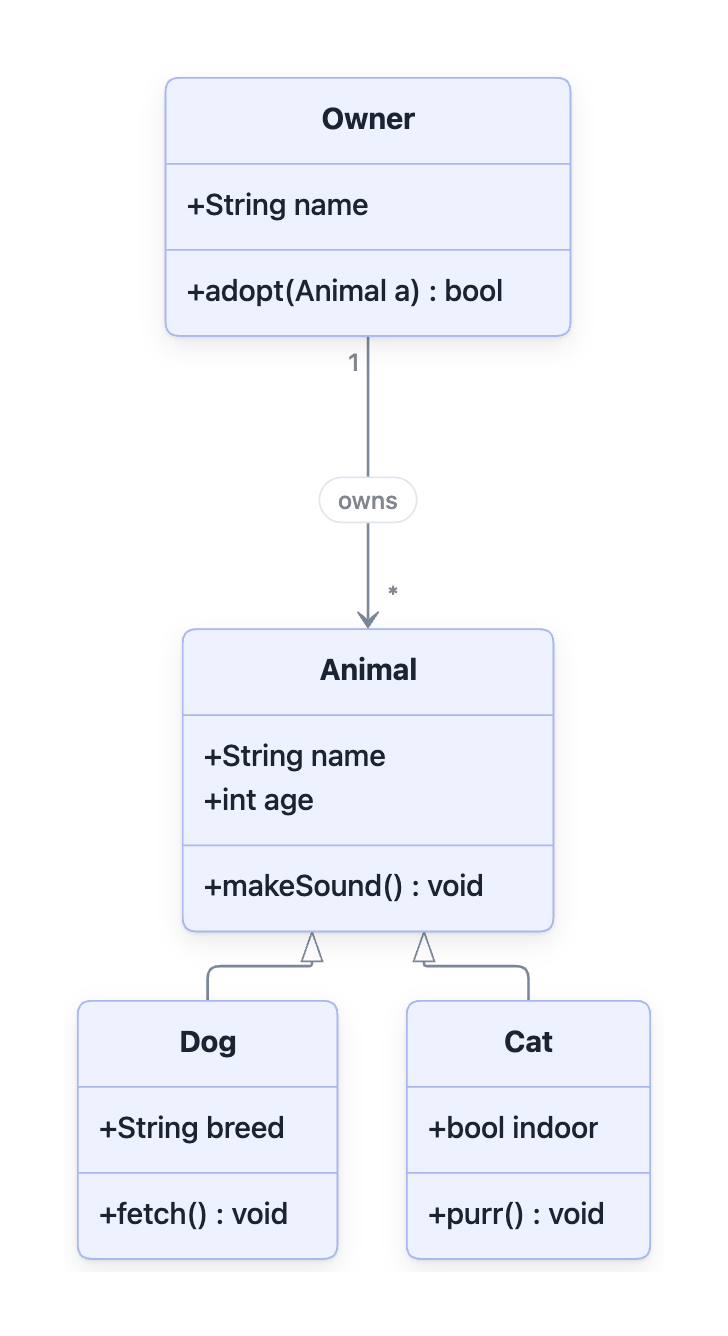 Owner
+String name
+adopt(Animal a) : bool
1
owns
*
Animal
+String name
+int age
+makeSound() : void
Dog
+String breed
+fetch() : void
Cat
+bool indoor
+purr() : void